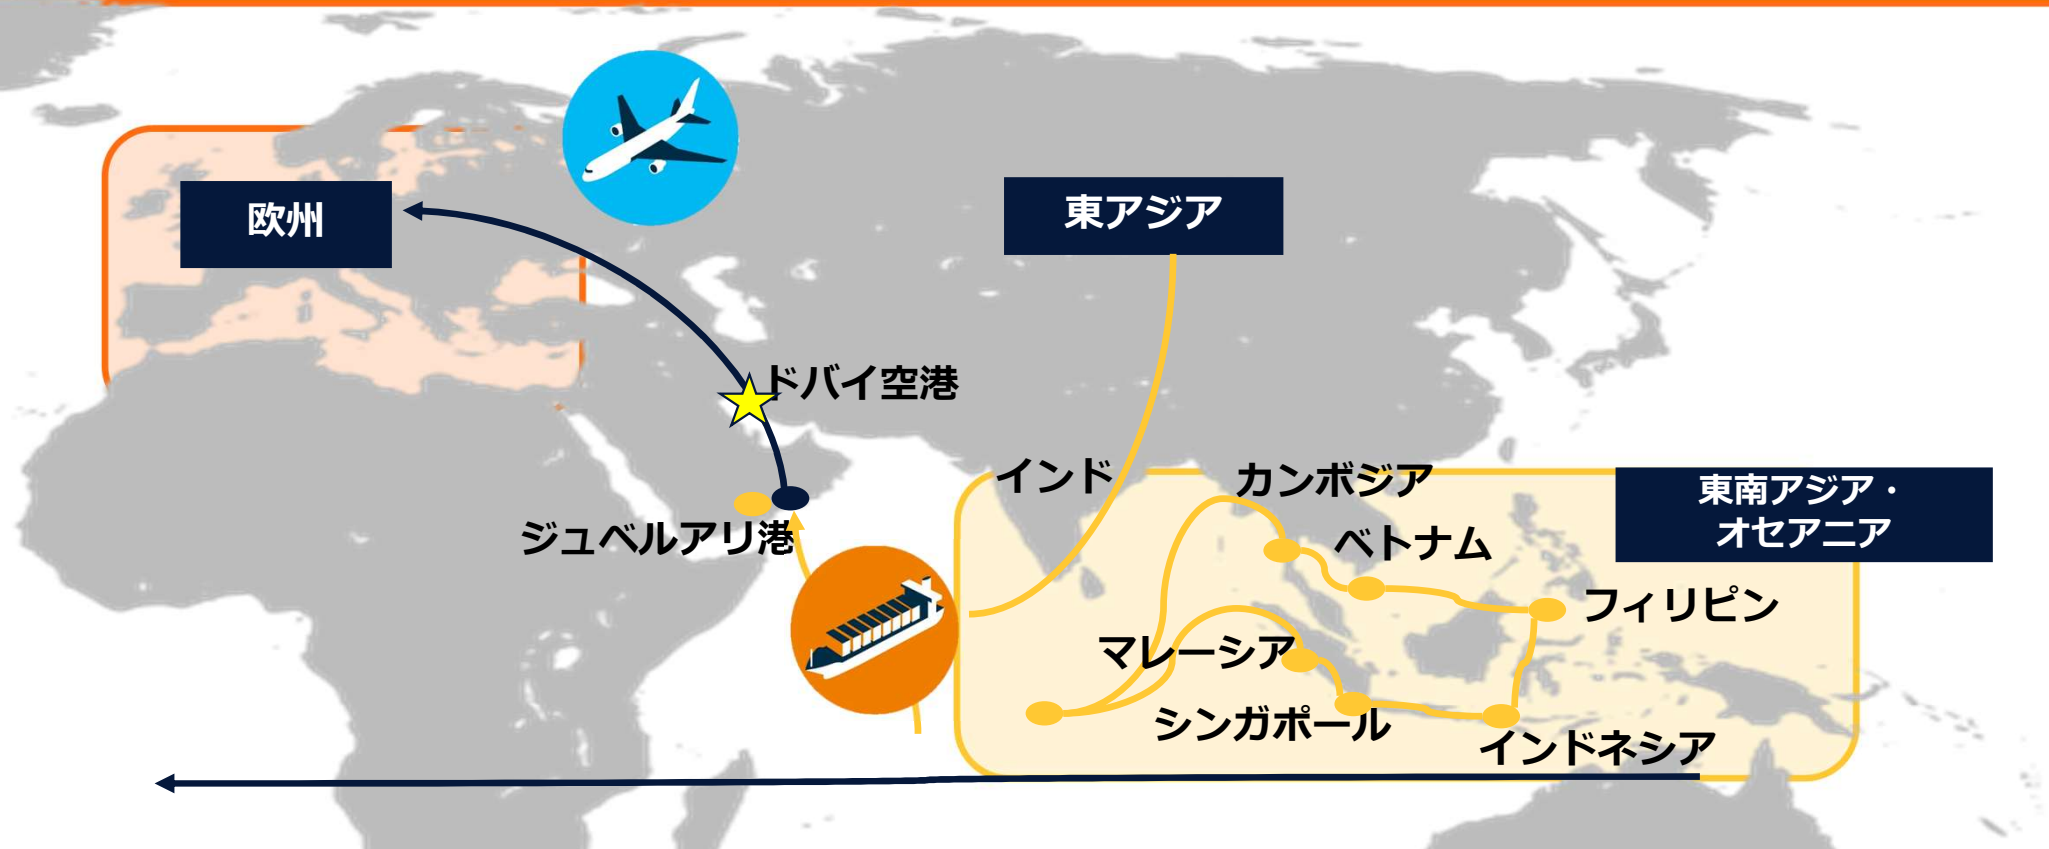 欧州
東アジア
ドバイ空港
インド
カンボジア
東南アジア・
オセアニア
ジュベルアリ港
ベトナム
フィリピン
マレーシア
シンガポール
インドネシア